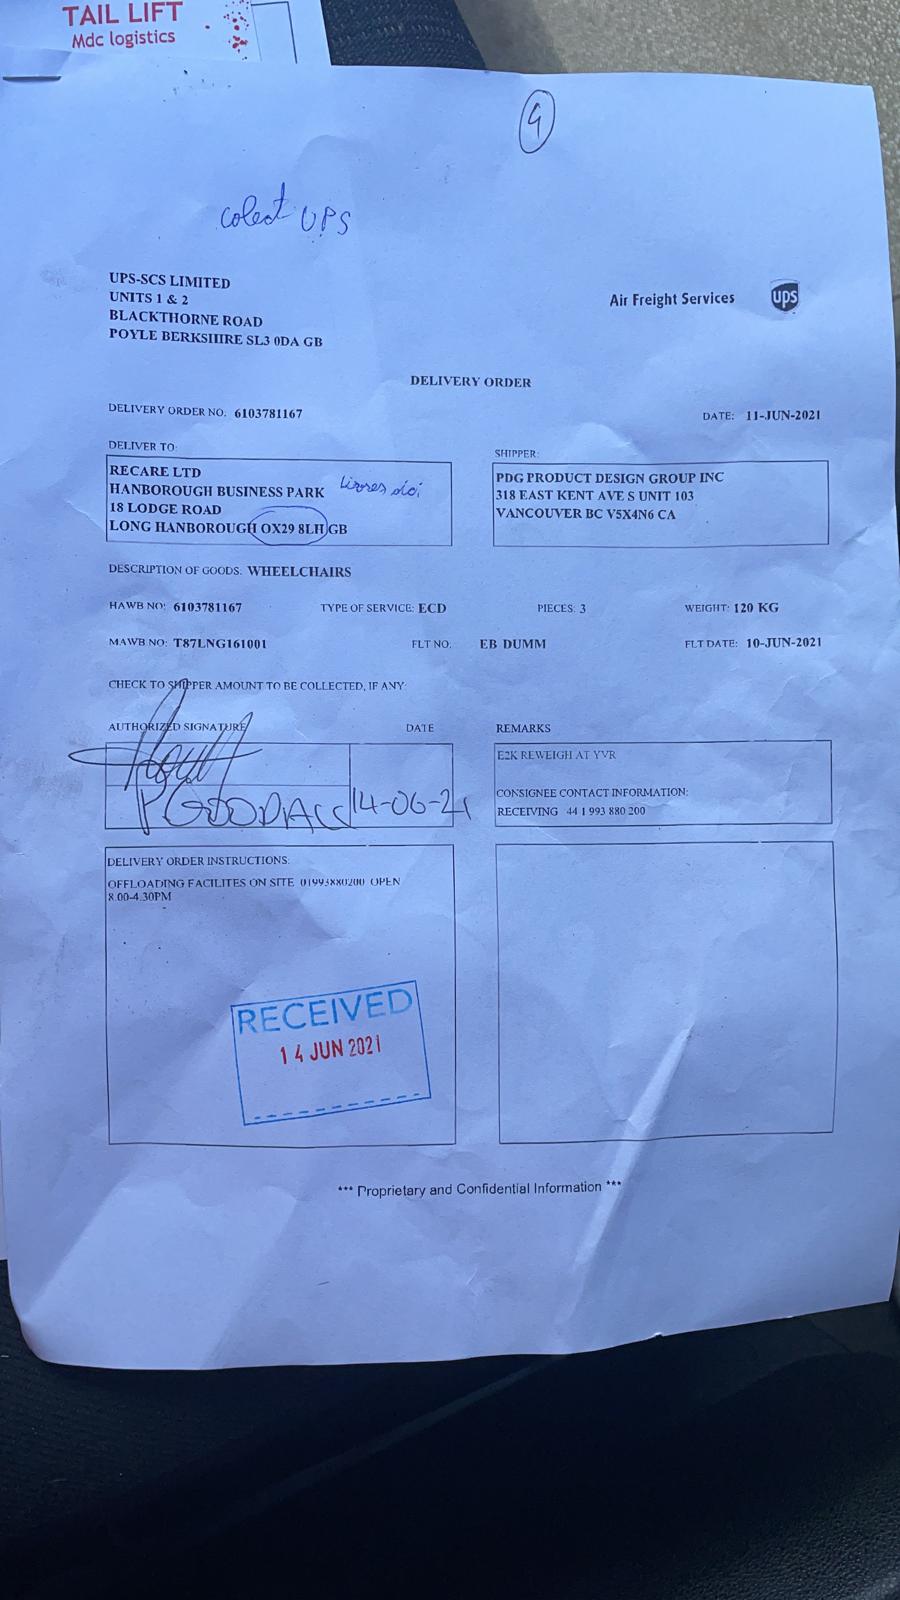 TAIL LIFT
Mdc logistics
4
colect UPS
UPS-SCS LIMITED
UNITS 1 & 2
BLACKTHORNE ROAD
POYLE BERKSHIRE SL3 0DA GB
Air Freight Services
ups
DELIVERY ORDER
DELIVERY ORDER NO. 6103781167
DATE: 11-JUN-2021
DELIVER TO:
RECARE LTD
HANBOROUGH BUSINESS PARK
18 LODGE ROAD
LONG HANBOROUGH OX29 8LH GB
SHIPPER:
PDG PRODUCT DESIGN GROUP INC
318 EAST KENT AVE S UNIT 103
VANCOUVER BC V5X4N6 CA
DESCRIPTION OF GOODS: WHEELCHAIRS
HAWB NO: 6103781167 TYPE OF SERVICE: ECD PIECES: 3 WEIGHT: 120 KG
MAWB NO: T87LNG161001 FLT NO. EB DUMM FLT DATE: 10-JUN-2021
CHECK TO SHIPPER AMOUNT TO BE COLLECTED, IF ANY
AUTHORIZED SIGNATURE DATE
P GOODALL 14-06-21
REMARKS
E2K REWEIGH AT YVR
CONSIGNEE CONTACT INFORMATION:
RECEIVING 44 1 993 880 200
DELIVERY ORDER INSTRUCTIONS:
OFFLOADING FACILITES ON SITE 01993880200 OPEN
8.00-4.30PM
RECEIVED
14 JUN 2021
*** Proprietary and Confidential Information ***